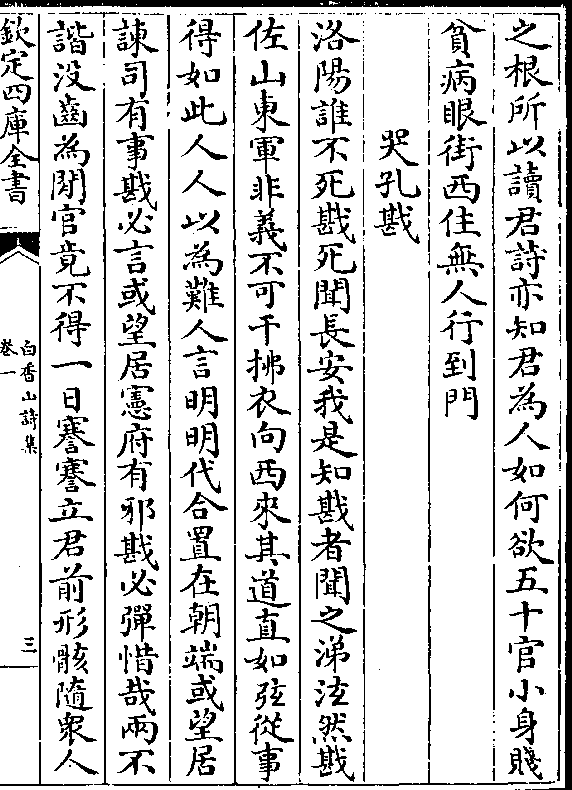 之根所以讀君詩亦知君為人如何欲五十官小身賤
貧病眼街西住無人行到門
哭孔戡
洛陽誰不死戡死聞長安我是知戡者聞之涕泫然戡
佐山東軍非義不可干拂衣向西來其道直如弦從事
得如此人人以為難人言明明代合置在朝端或望居
諫司有事戡必言或望居憲府有邪戡必彈惜哉兩不
諧没齒為閒官竟不得一日謇謇立君前形骸隨衆人
欽定四庫全書
白香山詩集
卷一
三